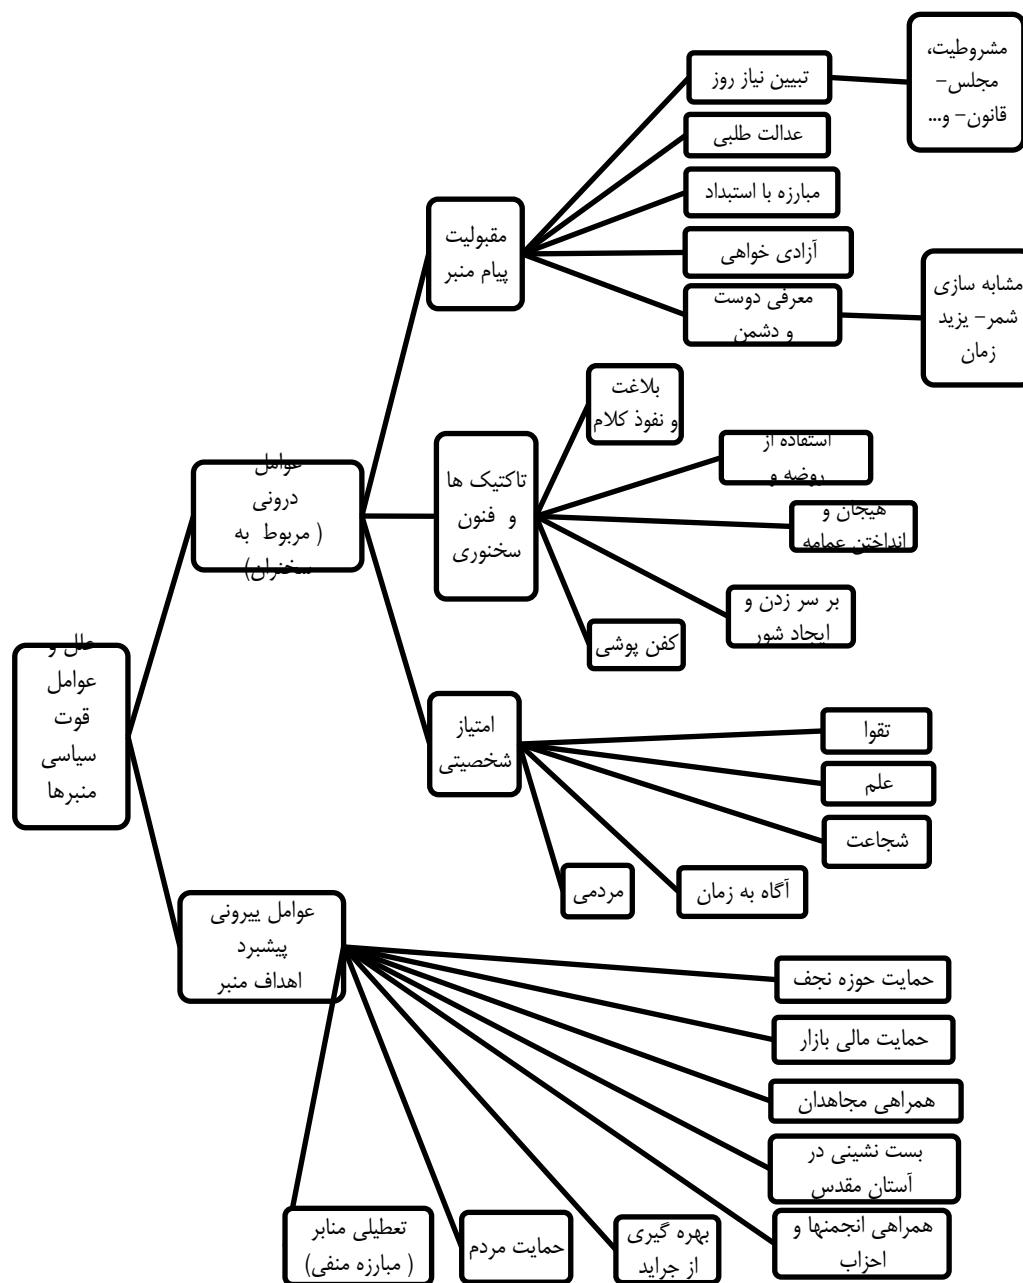 علل و
عوامل
قوت
سیاسی
منبرها
عوامل
درونی
( مربوط به
سخنران)
مقبولیت
پیام منبر
تبیین نیاز روز
مشروطیت،
مجلس-
قانون- و...
عدالت طلبی
مبارزه با استبداد
آزادی خواهی
معرفی دوست
و دشمن
مشابه سازی
شمر- یزید
زمان
تاکتیک ها
و فنون
سخنوری
بلاغت
و نفوذ کلام
استفاده از
روضه و
هیجان و
انداختن عمامه
بر سر زدن و
ایجاد شور
کفن پوشی
امتیاز
شخصیتی
تقوا
علم
شجاعت
آگاه به زمان
مردمی
عوامل بیرونی
پیشبرد
اهداف منبر
حمایت حوزه نجف
حمایت مالی بازار
همراهی مجاهدان
بست نشینی در
آستان مقدس
همراهی انجمنها و
احزاب
بهره گیری
از جراید
حمایت مردم
تعطیلی منابر
( مبارزه منفی)